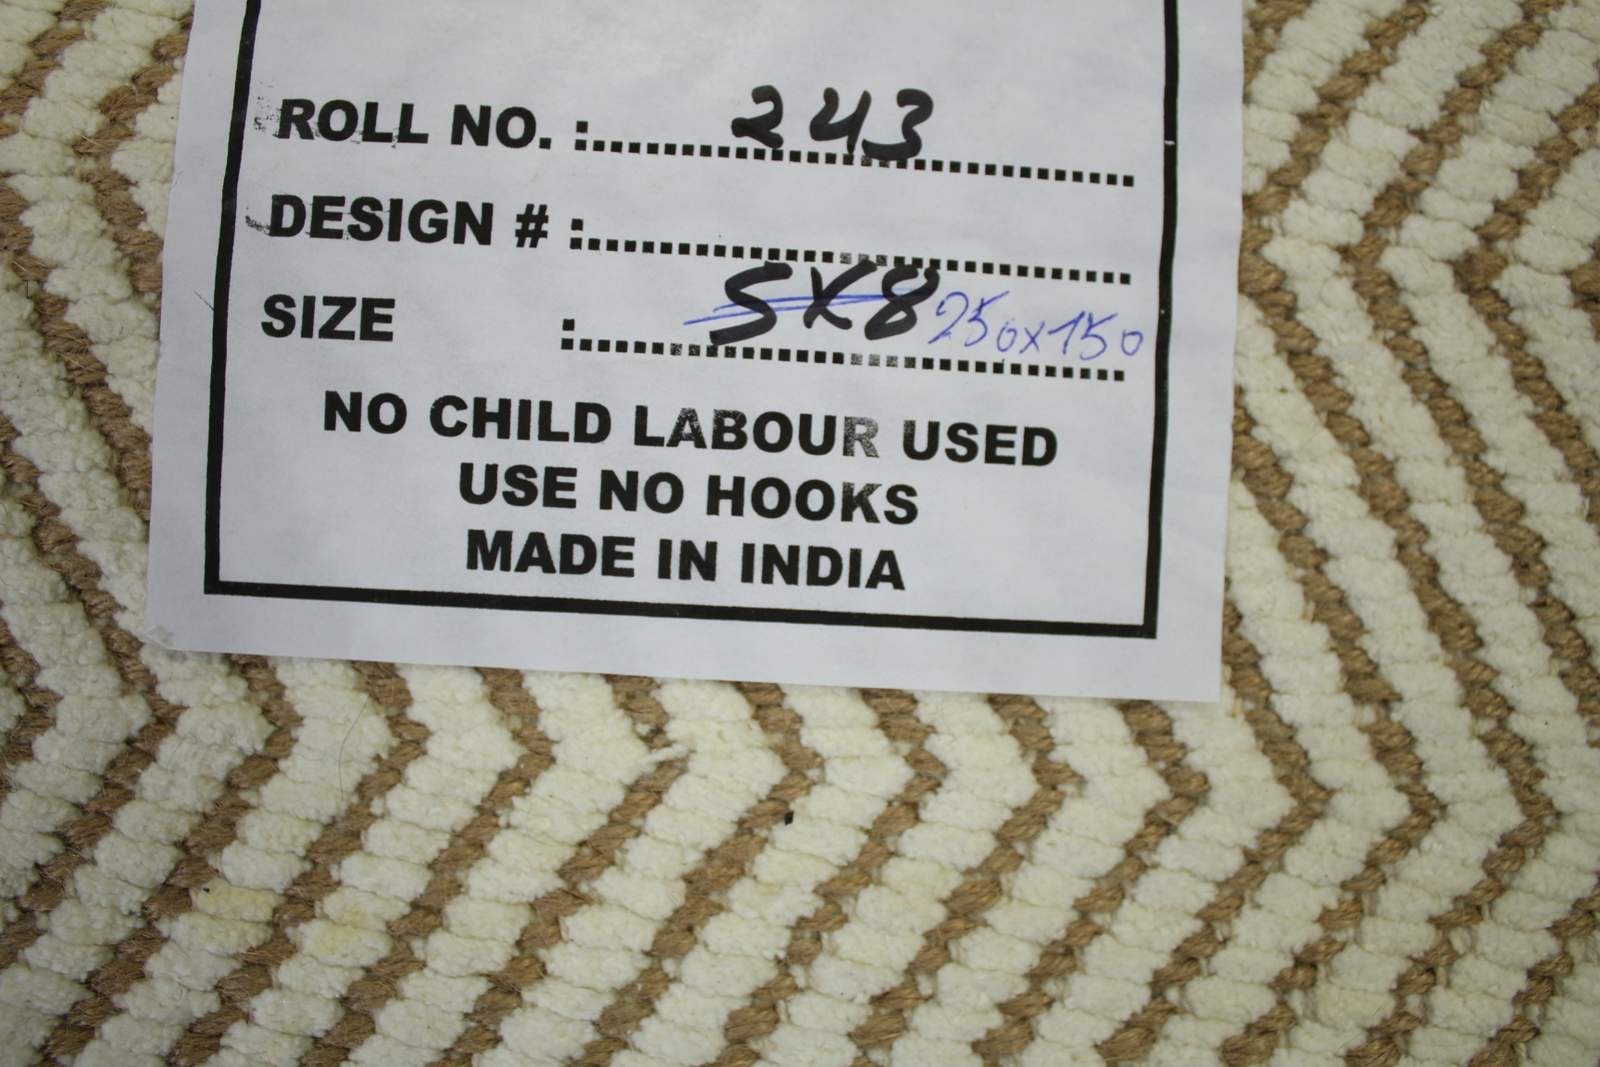 ROLL NO. :............243............
DESIGN # :........................
SIZE :............5X8 250x150
NO CHILD LABOUR USED
USE NO HOOKS
MADE IN INDIA